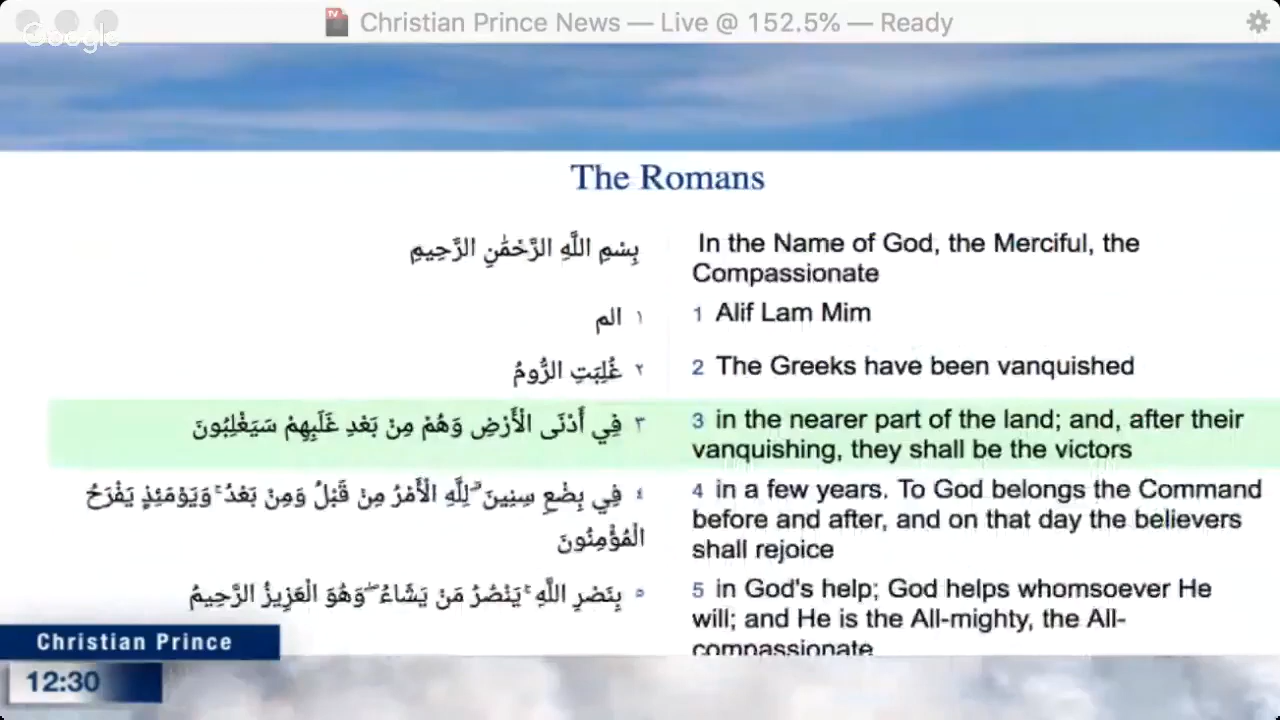 Christian Prince News — Live @ 152.5% — Ready
Google
TV
The Romans
بِسْمِ اللَّهِ الرَّحْمَٰنِ الرَّحِيمِ
In the Name of God, the Merciful, the
Compassionate
١ الم
1 Alif Lam Mim
٢ غُلِبَتِ الرُّومُ
2 The Greeks have been vanquished
٣ فِي أَدْنَى الْأَرْضِ وَهُمْ مِنْ بَعْدِ غَلَبِهِمْ سَيَغْلِبُونَ
3 in the nearer part of the land; and, after their
vanquishing, they shall be the victors
٤ فِي بِضْعِ سِنِينَ ۗ لِلَّهِ الْأَمْرُ مِنْ قَبْلُ وَمِنْ بَعْدُ ۚ وَيَوْمَئِذٍ يَفْرَحُ
الْمُؤْمِنُونَ
4 in a few years. To God belongs the Command
before and after, and on that day the believers
shall rejoice
٥ بِنَصْرِ اللَّهِ ۚ يَنْصُرُ مَنْ يَشَاءُ ۖ وَهُوَ الْعَزِيزُ الرَّحِيمُ
5 in God's help; God helps whomsoever He
will; and He is the All-mighty, the All-
compassionate
Christian Prince
12:30